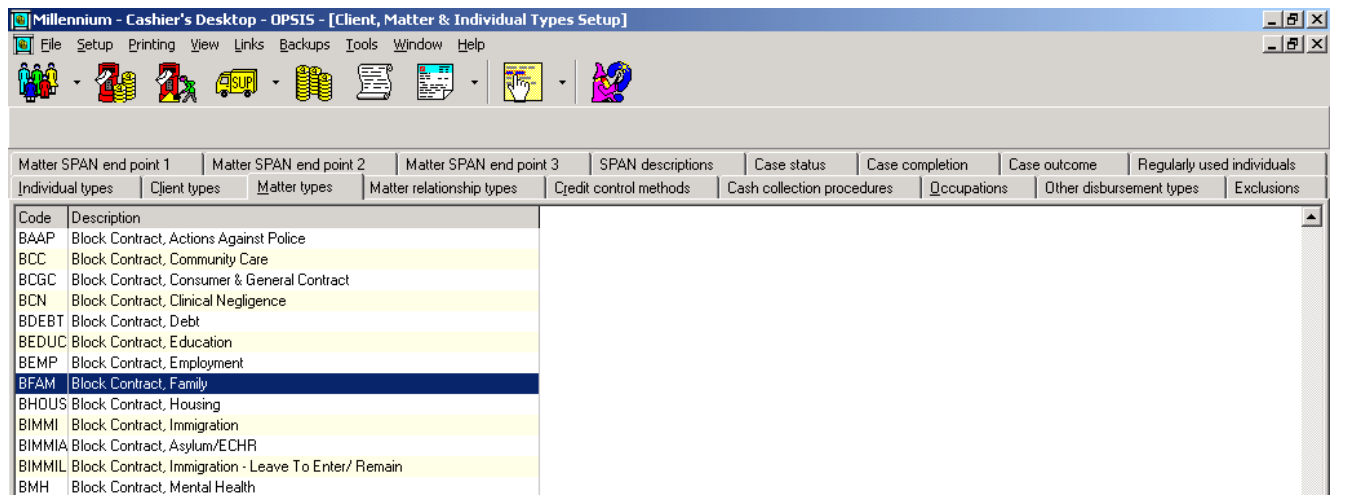 Millennium - Cashier's Desktop - OPSIS - [Client, Matter & Individual Types Setup]
File Setup Printing View Links Backups Tools Window Help
SUP
Matter SPAN end point 1 Matter SPAN end point 2 Matter SPAN end point 3 SPAN descriptions Case status Case completion Case outcome Regularly used individuals
Individual types Client types Matter types Matter relationship types Credit control methods Cash collection procedures Occupations Other disbursement types Exclusions
Code Description
BAAP Block Contract, Actions Against Police
BCC Block Contract, Community Care
BCGC Block Contract, Consumer & General Contract
BCN Block Contract, Clinical Negligence
BDEBT Block Contract, Debt
BEDUC Block Contract, Education
BEMP Block Contract, Employment
BFAM Block Contract, Family
BHOUS Block Contract, Housing
BIMMI Block Contract, Immigration
BIMMIA Block Contract, Asylum/ECHR
BIMMIL Block Contract, Immigration - Leave To Enter/ Remain
BMH Block Contract, Mental Health